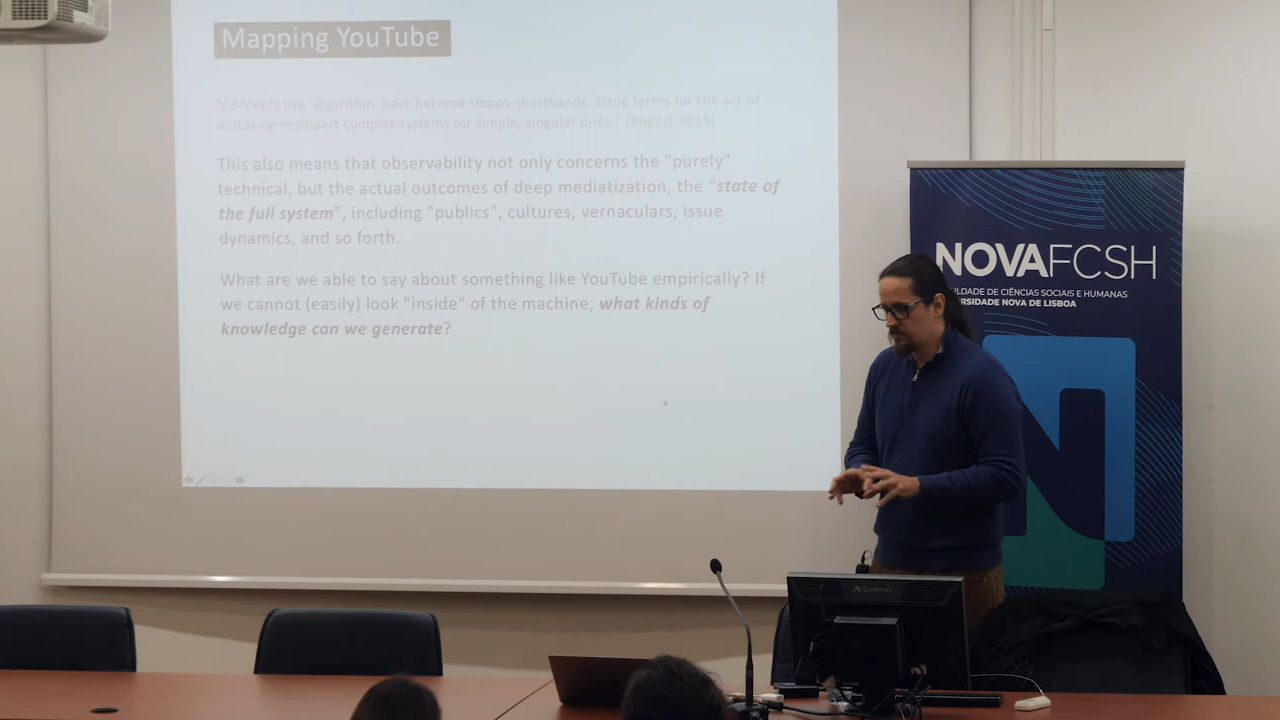 Mapping YouTube
"Concepts like 'algorithm' have become sloppy shorthands, slang terms for the act of
mistaking multipart complex systems for simple, singular ones." (Bogost 2015)
This also means that observability not only concerns the "purely"
technical, but the actual outcomes of deep mediatization, the "state of
the full system", including "publics", cultures, vernaculars, issue
dynamics, and so forth.
What are we able to say about something like YouTube empirically? If
we cannot (easily) look "inside" of the machine, what kinds of
knowledge can we generate?
NOVAFCSH
ULDADE DE CIÊNCIAS SOCIAIS E HUMANAS
VERSIDADE NOVA DE LISBOA